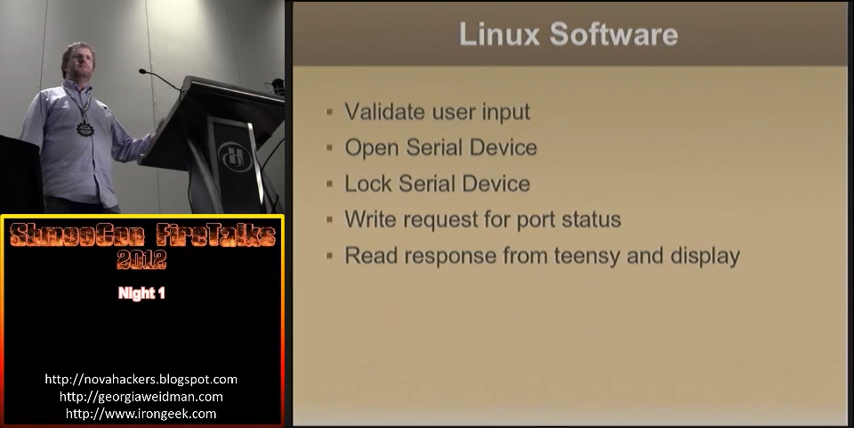 Linux Software
Validate user input
Open Serial Device
Lock Serial Device
Write request for port status
Read response from teensy and display
ShmooCon FireTalks
2012
Night 1
http://novahackers.blogspot.com
http://georgiaweidman.com
http://www.irongeek.com